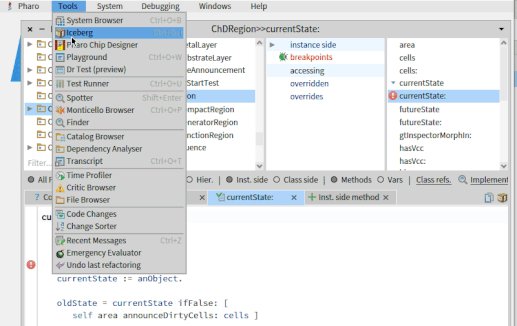 Pharo Tools System Debugging Windows Help
System Browser Ctrl+O+B
ChDRegion>>currentState:
Iceberg
Pharo Chip Designer
Playground Ctrl+O+W
Dr Test (preview)
Test Runner Ctrl+O+U
Spotter Shift+Enter
Monticello Browser Ctrl+O+P
Finder
Catalog Browser
Dependency Analyser
Transcript Ctrl+O+T
Time Profiler
Critic Browser
File Browser
Code Changes
Change Sorter
Recent Messages Ctrl+Z
Emergency Evaluator
Undo last refactoring
etalLayer
bstrateLayer
eAnnouncement
StartTest
on
mpactRegion
neratorRegion
nctionRegion
uence
Filter...
instance side
breakpoints
accessing
overridden
overrides
area
cells
cells:
currentState
currentState:
futureState
futureState:
gtInspectorMorphIn:
hasVcc
hasVcc:
All Hier. Inst. side Class side Methods Vars Class refs. Implement
? Co × currentState: × + Inst. side method ×
cu
currentState := anObject.
oldState = currentState ifFalse: [
self area announceDirtyCells: cells ]